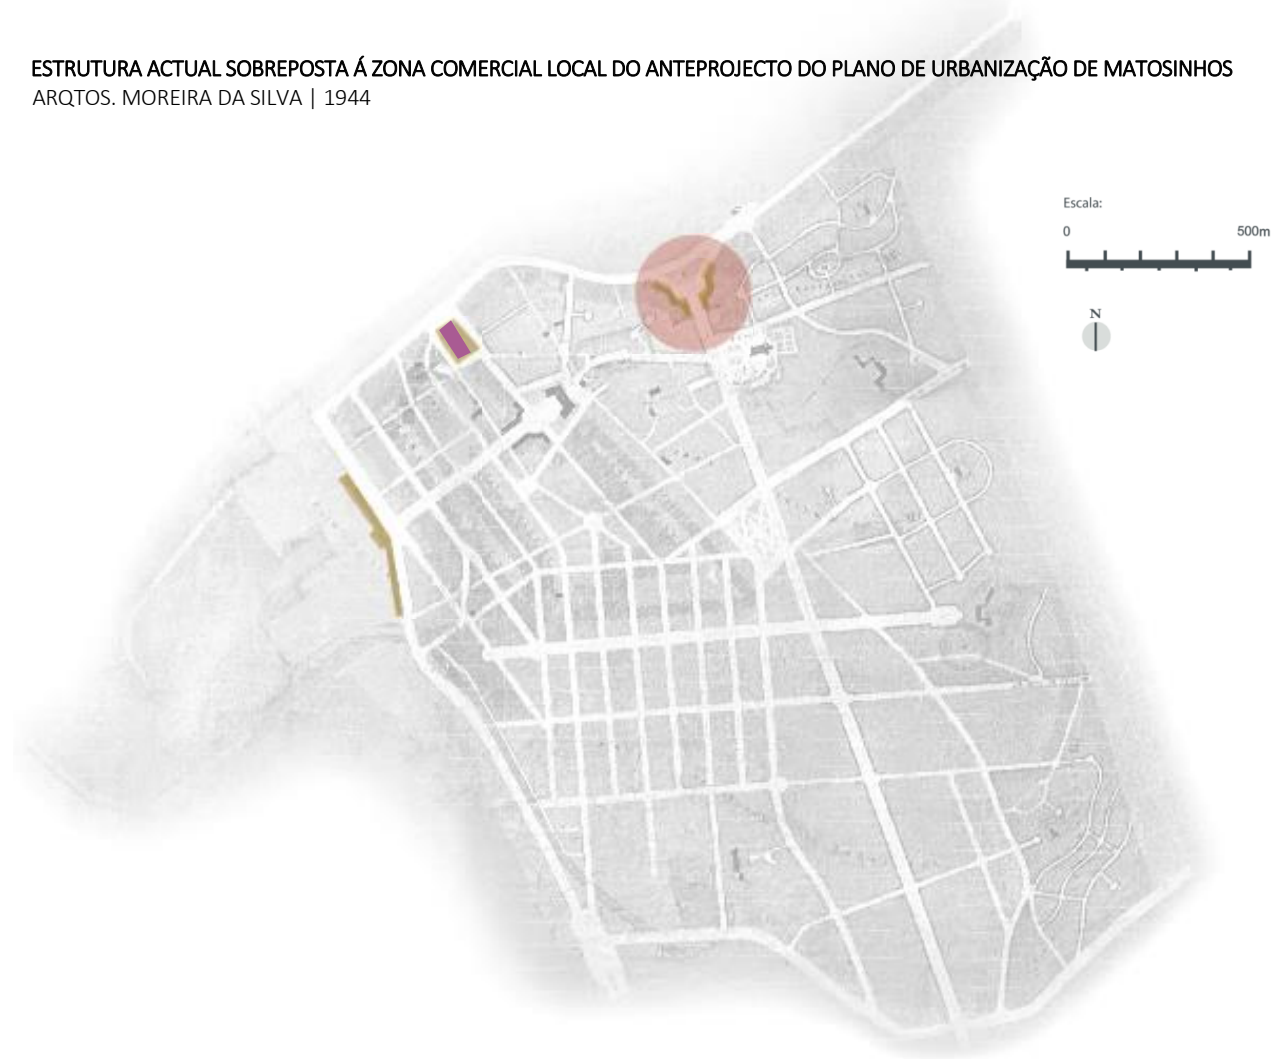 ESTRUTURA ACTUAL SOBREPOSTA Á ZONA COMERCIAL LOCAL DO ANTEPROJECTO DO PLANO DE URBANIZAÇÃO DE MATOSINHOS
ARQTOS. MOREIRA DA SILVA | 1944
Escala:
0 500m
N